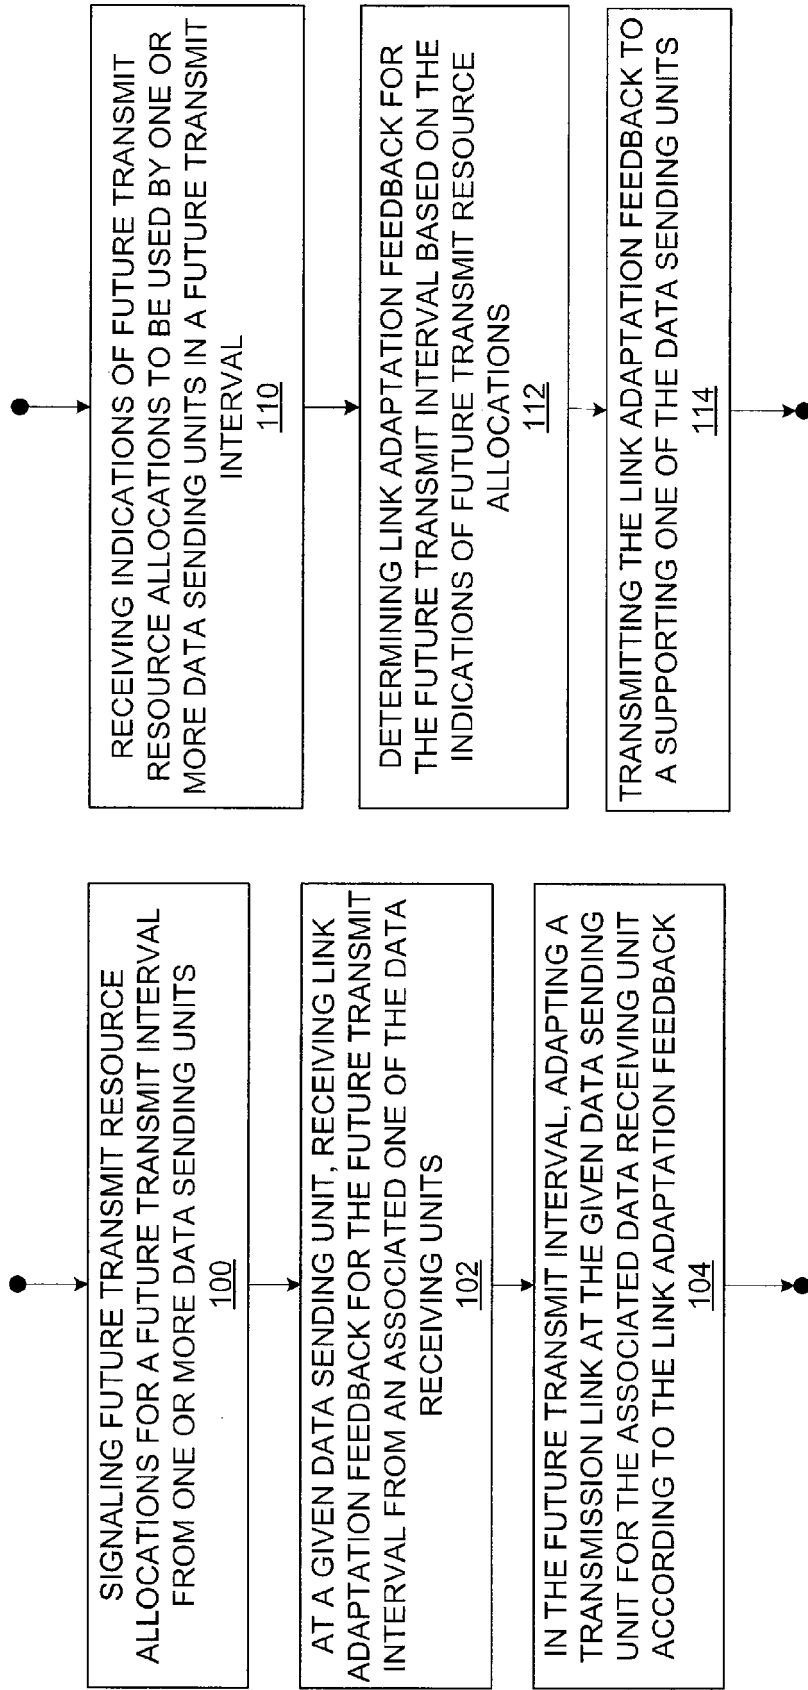 SIGNALING FUTURE TRANSMIT RESOURCE
ALLOCATIONS FOR A FUTURE TRANSMIT INTERVAL
FROM ONE OR MORE DATA SENDING UNITS
100
AT A GIVEN DATA SENDING UNIT, RECEIVING LINK
ADAPTATION FEEDBACK FOR THE FUTURE TRANSMIT
INTERVAL FROM AN ASSOCIATED ONE OF THE DATA
RECEIVING UNITS
102
IN THE FUTURE TRANSMIT INTERVAL, ADAPTING A
TRANSMISSION LINK AT THE GIVEN DATA SENDING
UNIT FOR THE ASSOCIATED DATA RECEIVING UNIT
ACCORDING TO THE LINK ADAPTATION FEEDBACK
104
RECEIVING INDICATIONS OF FUTURE TRANSMIT
RESOURCE ALLOCATIONS TO BE USED BY ONE OR
MORE DATA SENDING UNITS IN A FUTURE TRANSMIT
INTERVAL
110
DETERMINING LINK ADAPTATION FEEDBACK FOR
THE FUTURE TRANSMIT INTERVAL BASED ON THE
INDICATIONS OF FUTURE TRANSMIT RESOURCE
ALLOCATIONS
112
TRANSMITTING THE LINK ADAPTATION FEEDBACK TO
A SUPPORTING ONE OF THE DATA SENDING UNITS
114